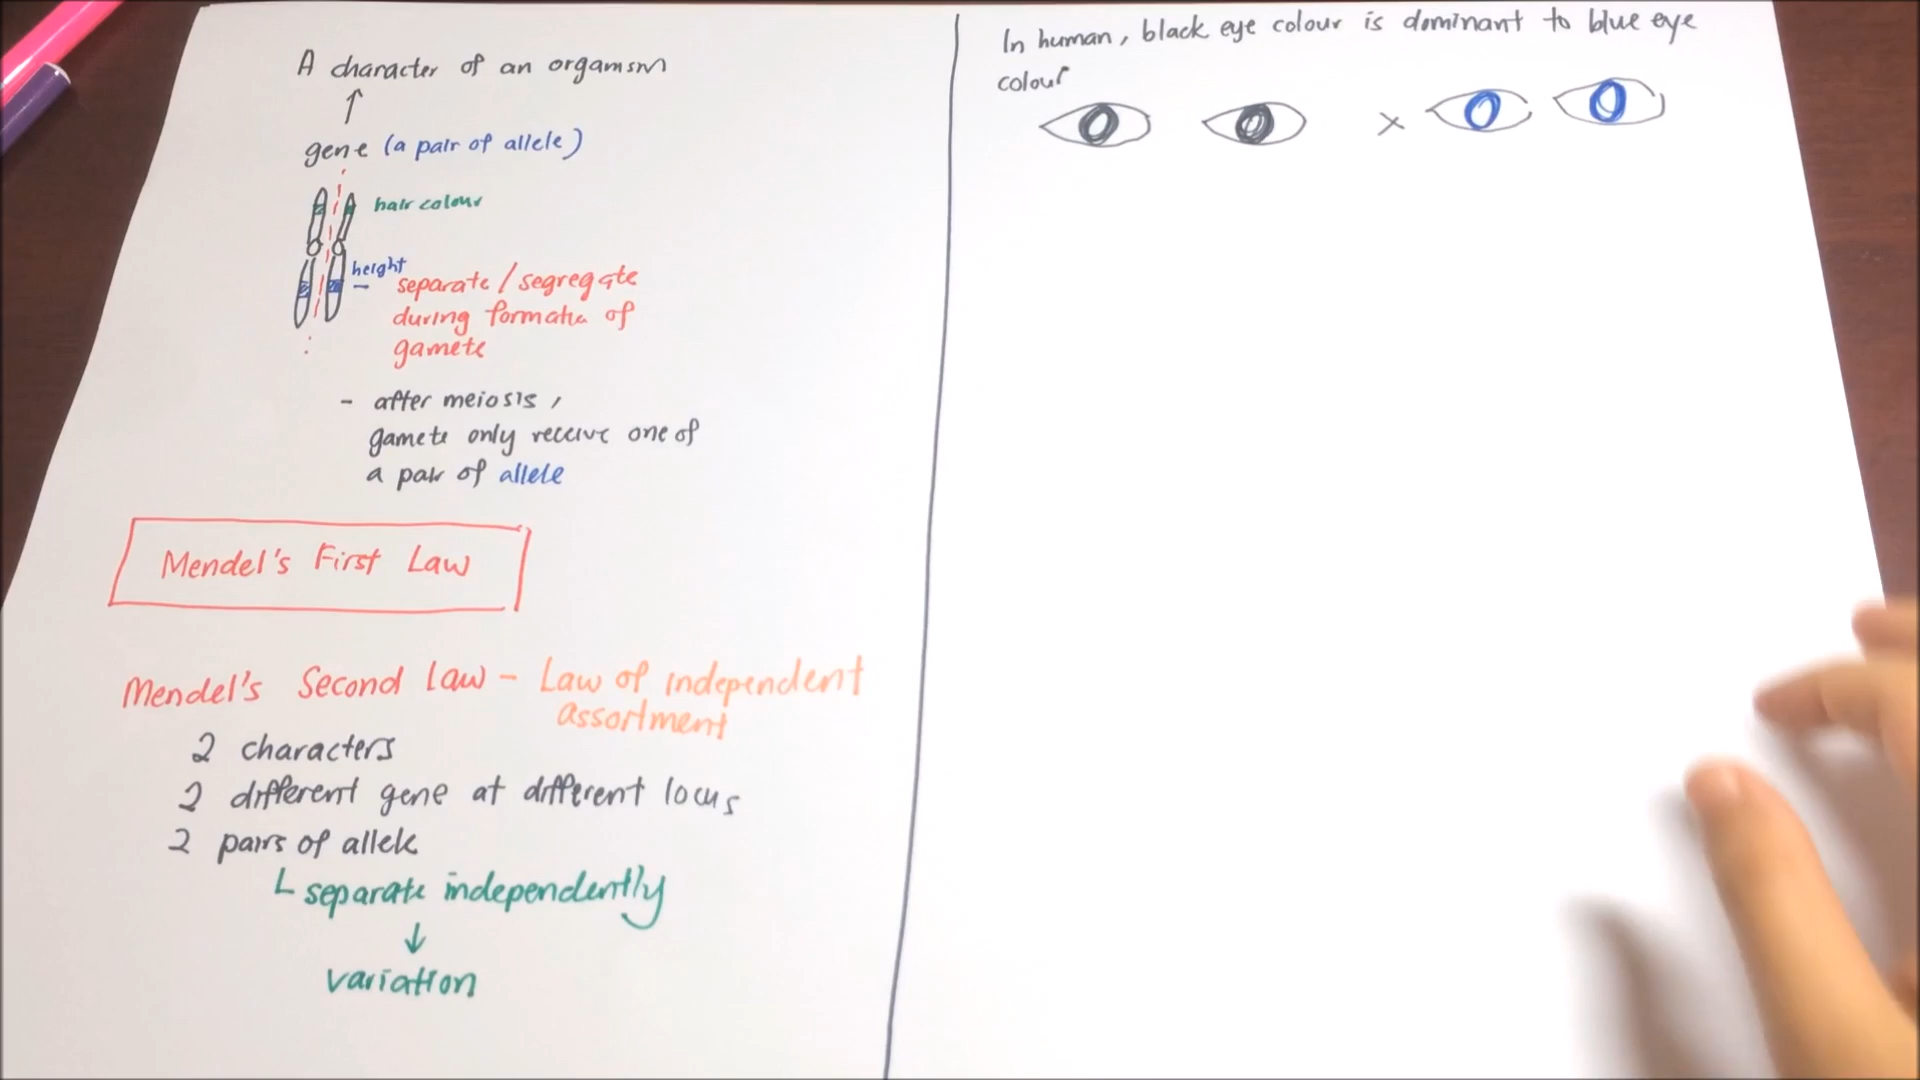 A character of an organism
gene (a pair of allele)
hair colour
height
- separate / segregate
during formatia of
gamete
- after meiosis,
gamete only receive one of
a pair of allele
Mendel's First Law
Mendel's Second law - Law of independent
assortment
2 characters
2 different gene at different locus
2 pairs of allele
separate independently
variation
In human, black eye colour is dominant to blue eye
colour
x